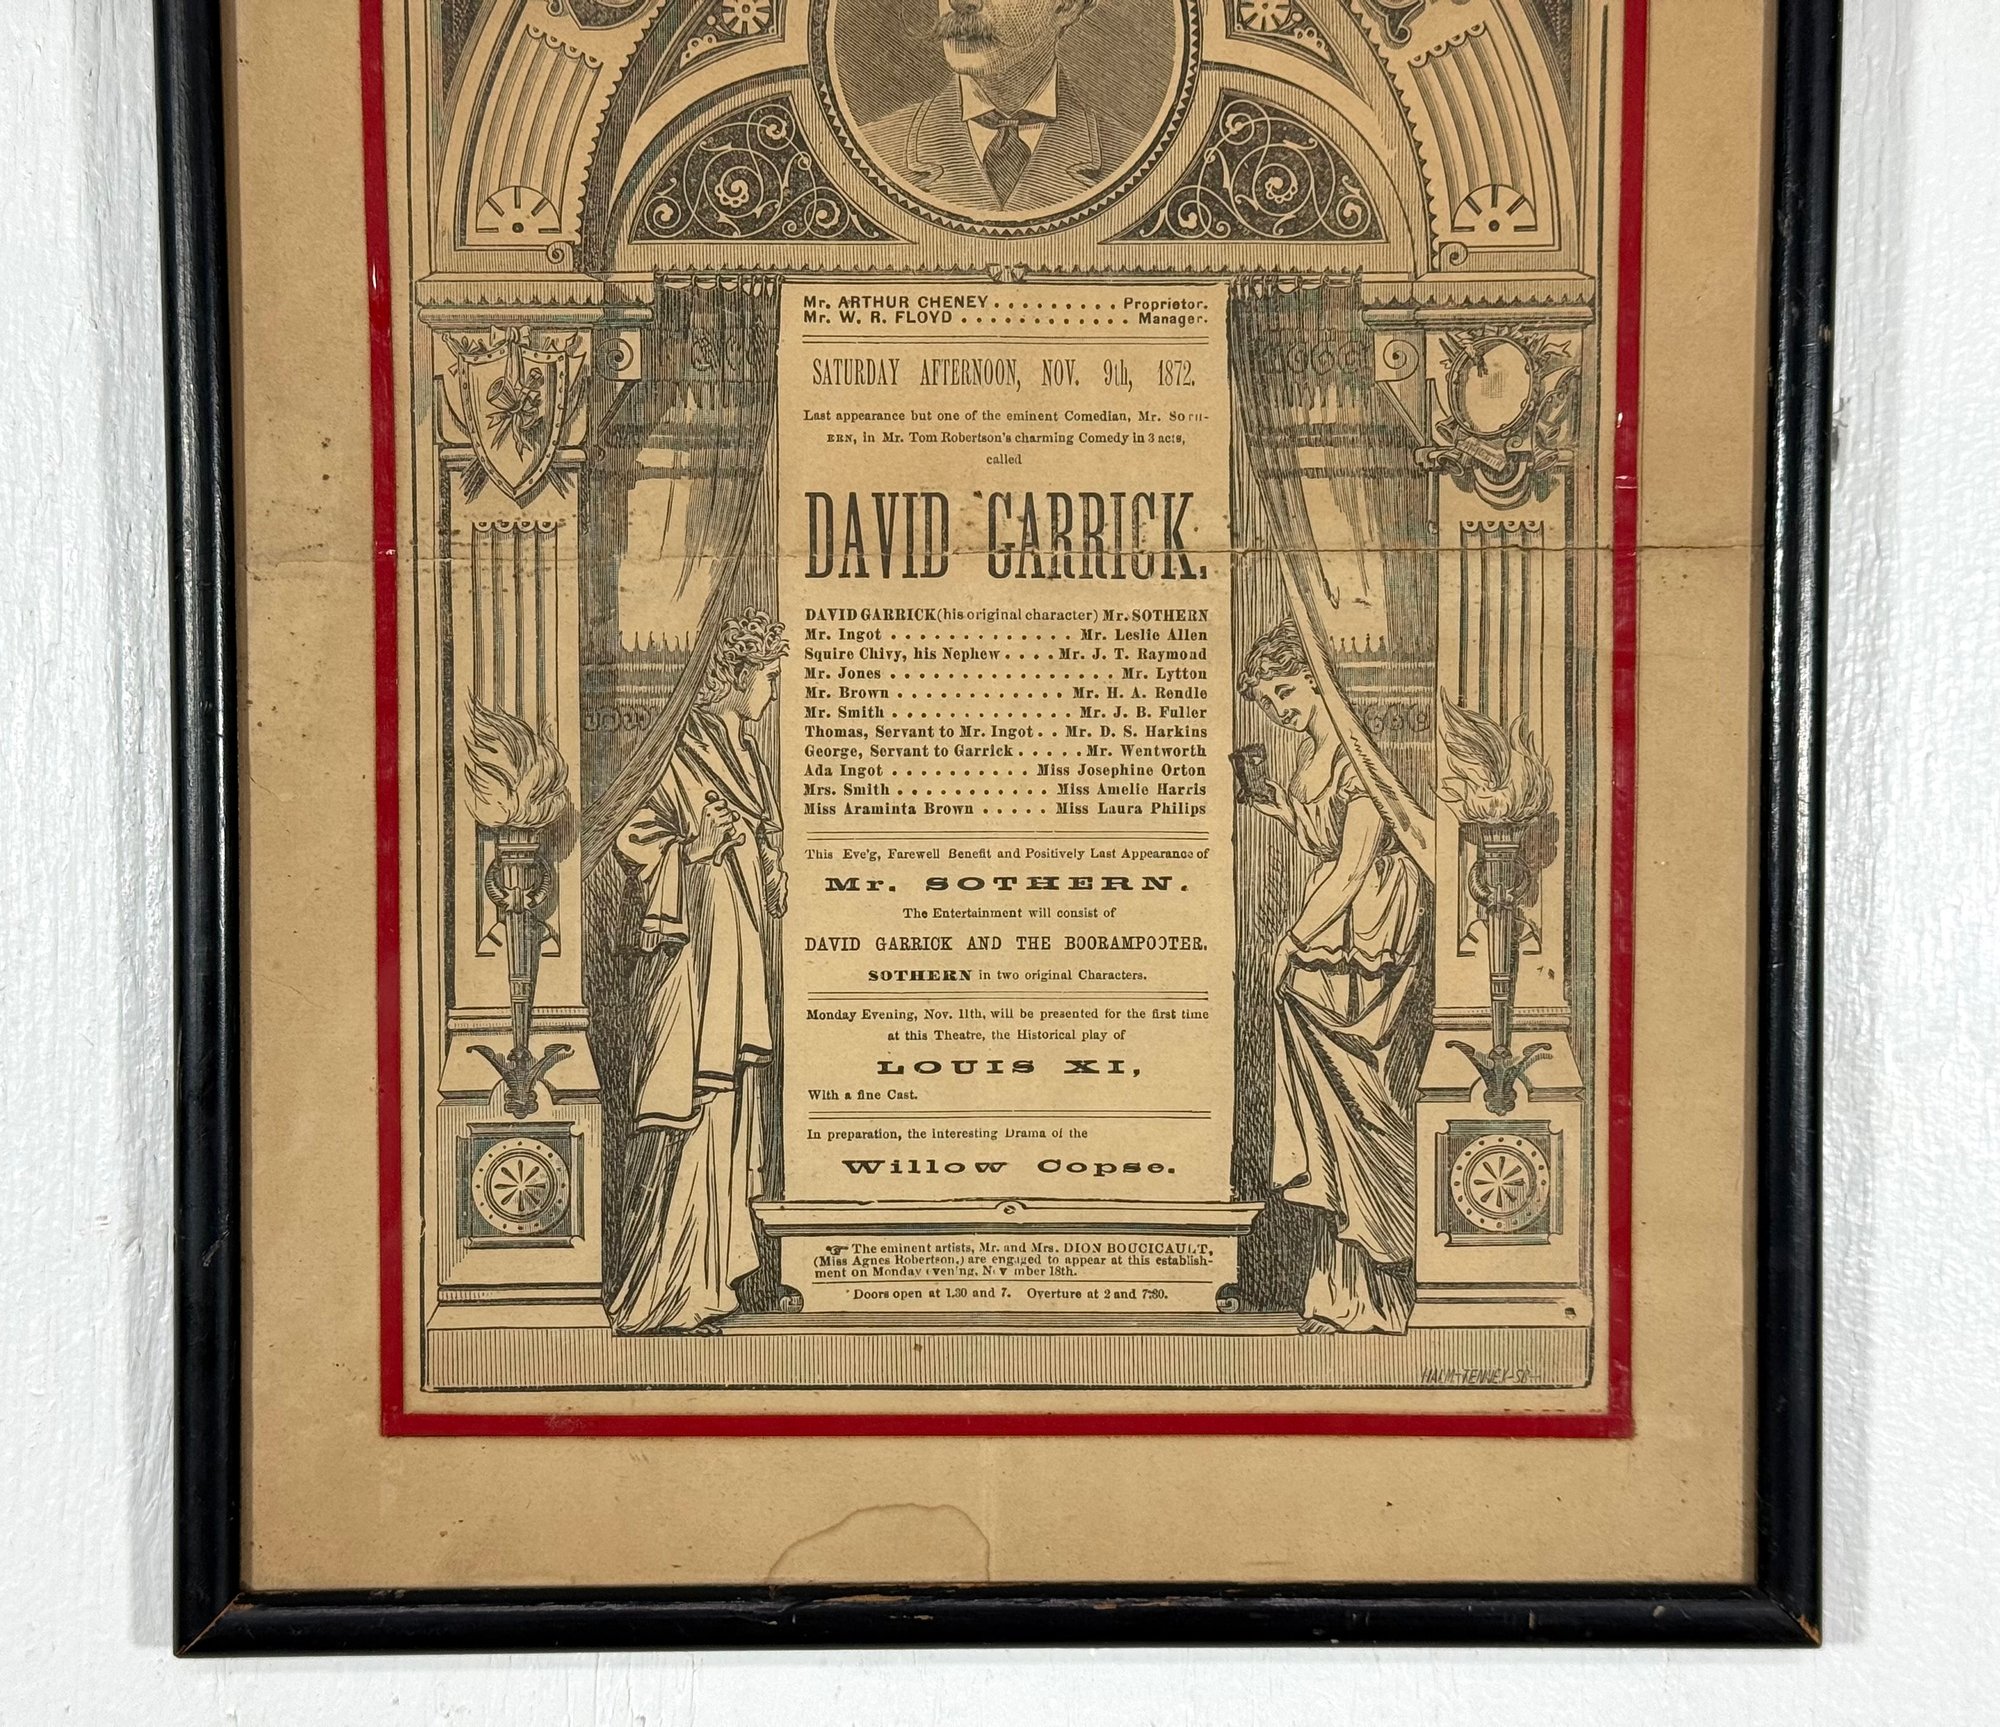 Mr. ARTHUR CHENEY . . . . . . . . . Proprietor.
Mr. W. R. FLOYD . . . . . . . . . . . . Manager.
SATURDAY AFTERNOON, NOV. 9th, 1872.
Last appearance but one of the eminent Comedian, Mr. SOTH-
ERN, in Mr. Tom Robertson's charming Comedy in 3 acts,
called
DAVID GARRICK.
DAVID GARRICK (his original character) Mr. SOTHERN
Mr. Ingot . . . . . . . . . . . . . Mr. Leslie Allen
Squire Chivy, his Nephew . . . . Mr. J. T. Raymond
Mr. Jones . . . . . . . . . . . . . . . . Mr. Lytton
Mr. Brown . . . . . . . . . . . . Mr. H. A. Rendle
Mr. Smith . . . . . . . . . . . . . Mr. J. B. Fuller
Thomas, Servant to Mr. Ingot . . Mr. D. S. Harkins
George, Servant to Garrick . . . . . Mr. Wentworth
Ada Ingot . . . . . . . . . . Miss Josephine Orton
Mrs. Smith . . . . . . . . . . . Miss Amelie Harris
Miss Araminta Brown . . . . . Miss Laura Philips
This Eve'g, Farewell Benefit and Positively Last Appearance of
Mr. SOTHERN.
The Entertainment will consist of
DAVID GARRICK AND THE BOORAMPOOTER.
SOTHERN in two original Characters.
Monday Evening, Nov. 11th, will be presented for the first time
at this Theatre, the Historical play of
LOUIS XI,
With a fine Cast.
In preparation, the interesting Drama of the
Willow Copse.
☞ The eminent artists, Mr. and Mrs. DION BOUCICAULT,
(Miss Agnes Robertson,) are engaged to appear at this establish-
ment on Monday evening, November 18th.
Doors open at 1.30 and 7. Overture at 2 and 7:30.